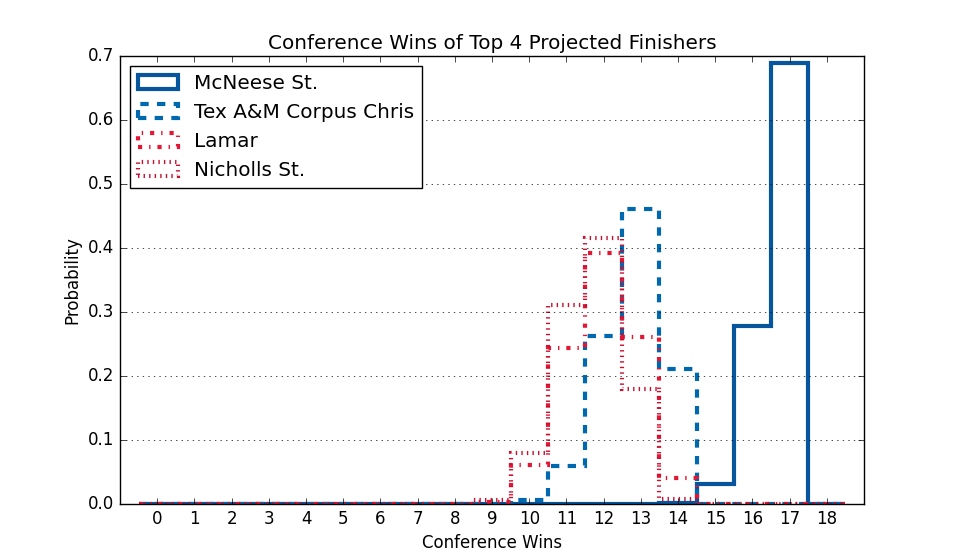 Conference Wins of Top 4 Projected Finishers
0.7
0.6
0.5
0.4
0.3
0.2
0.1
0.0
Probability
McNeese St.
Tex A&M Corpus Chris
Lamar
Nicholls St.
0 1 2 3 4 5 6 7 8 9 10 11 12 13 14 15 16 17 18
Conference Wins